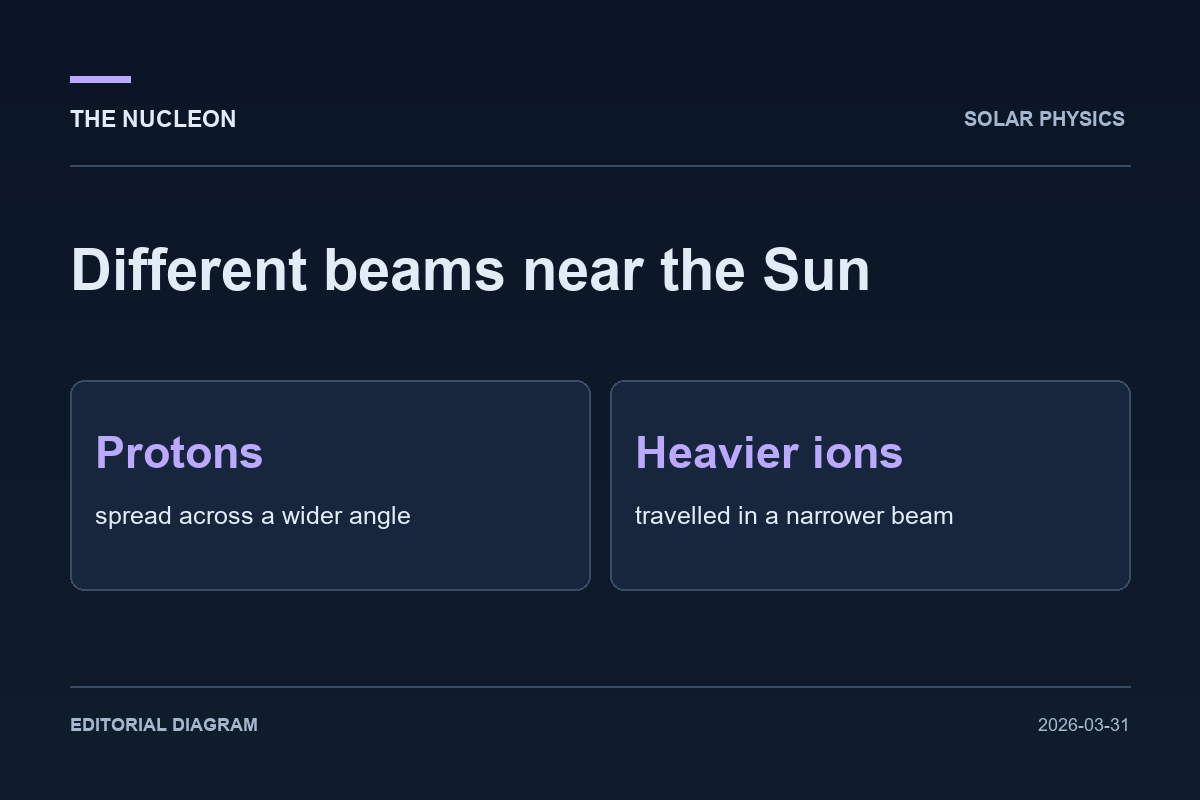 THE NUCLEON
SOLAR PHYSICS
Different beams near the Sun
Protons
spread across a wider angle
Heavier ions
travelled in a narrower beam
EDITORIAL DIAGRAM
2026-03-31